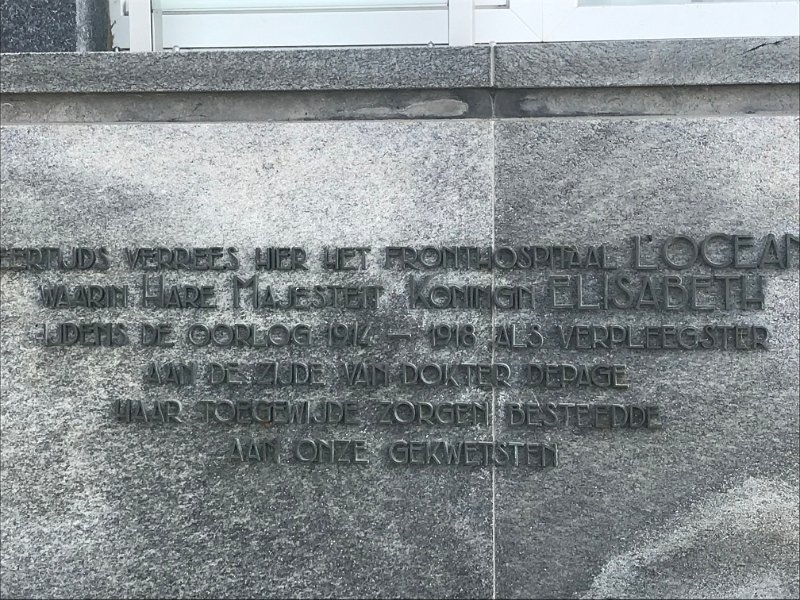 EERTIJDS VERREES HIER HET FRONTHOSPITAAL L'OCEAN
WAARIN HARE MAJESTEIT KONINGIN ELISABETH
TIJDENS DE OORLOG 1914 – 1918 ALS VERPLEEGSTER
AAN DE ZIJDE VAN DOKTER DEPAGE
HAAR TOEGEWIJDE ZORGEN BESTEEDDE
AAN ONZE GEKWETSTEN